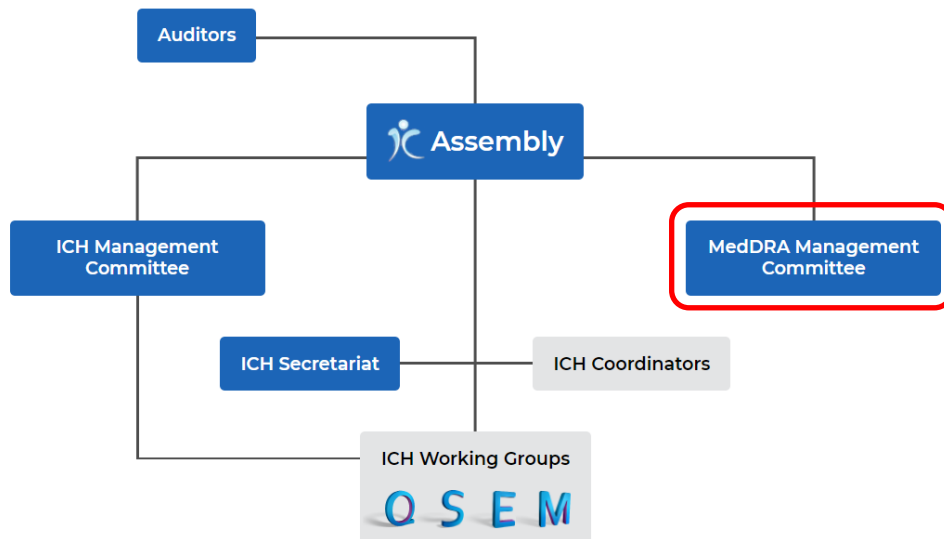 Auditors
Assembly
ICH Management
Committee
MedDRA Management
Committee
ICH Secretariat
ICH Coordinators
ICH Working Groups
Q S E M